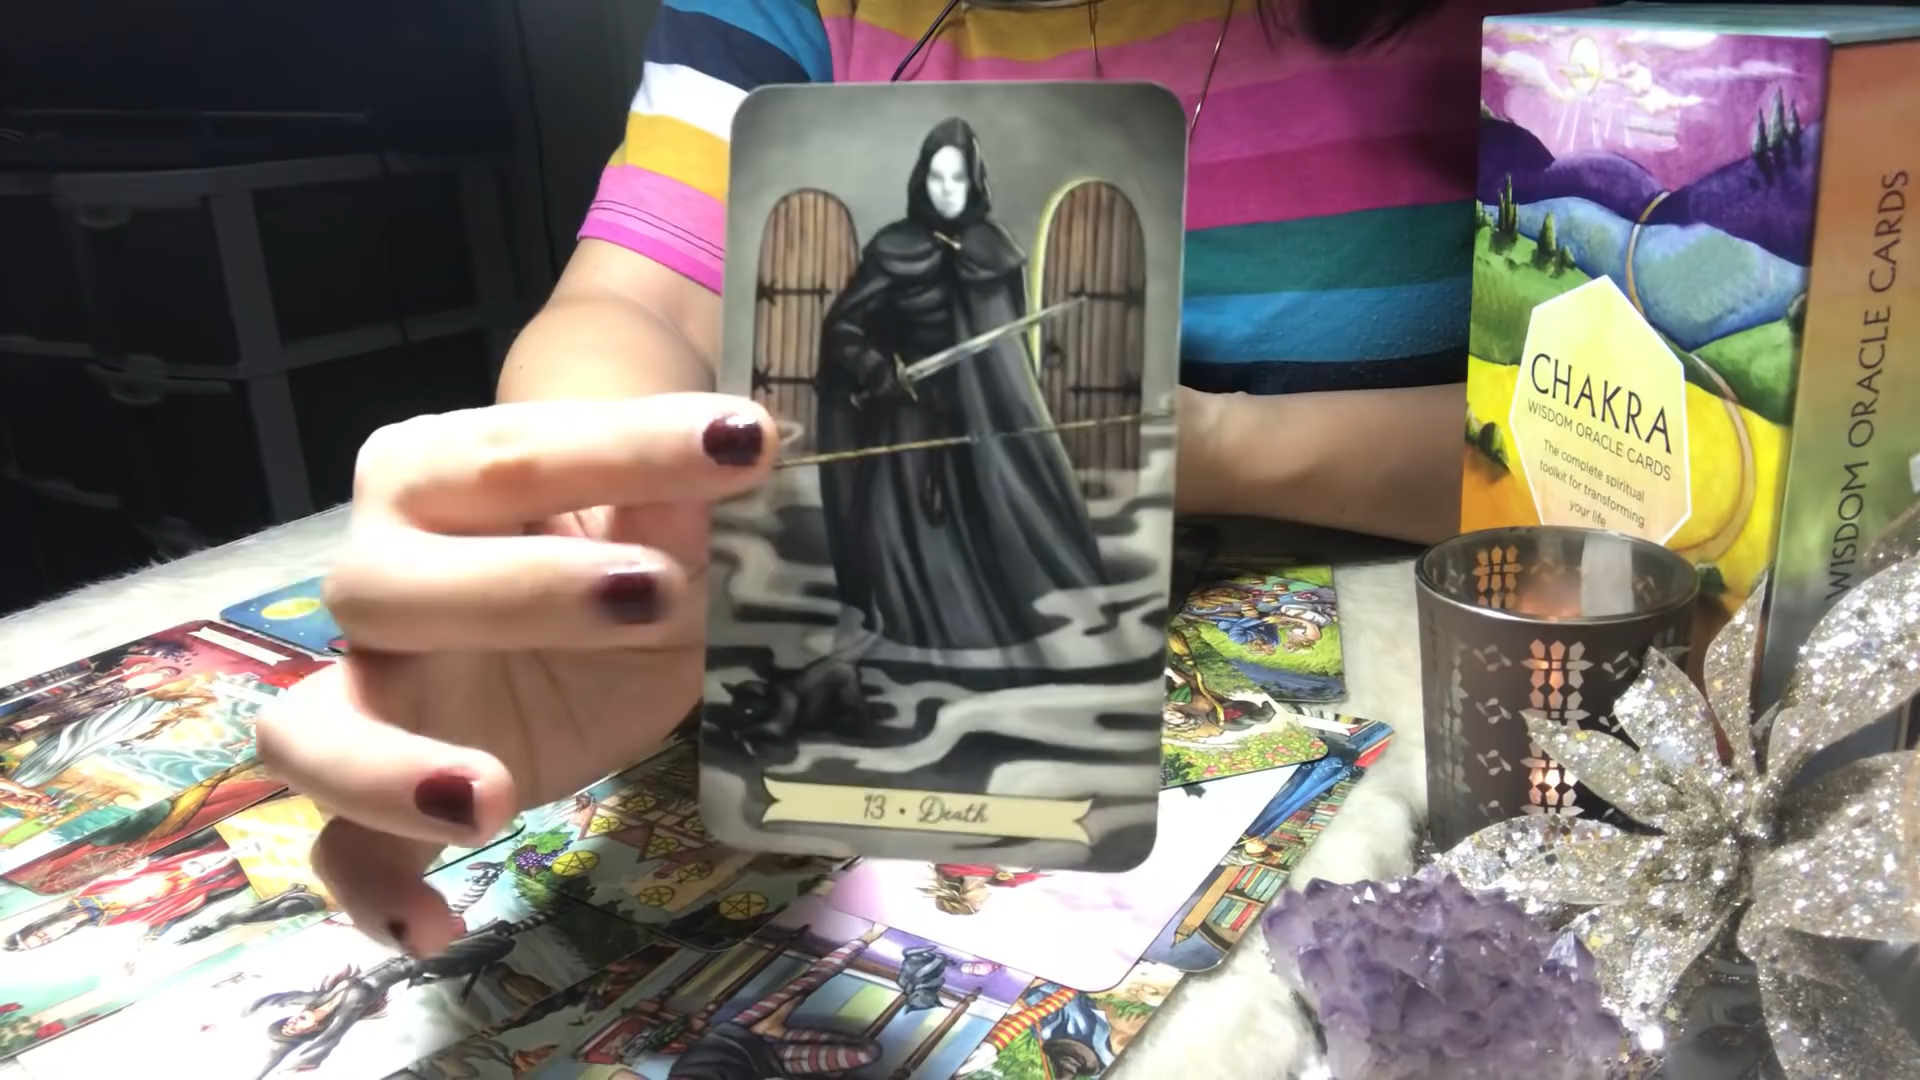 13 • Death
CHAKRA
WISDOM ORACLE CARDS
The complete spiritual
toolkit for transforming
your life
WISDOM ORACLE CARDS